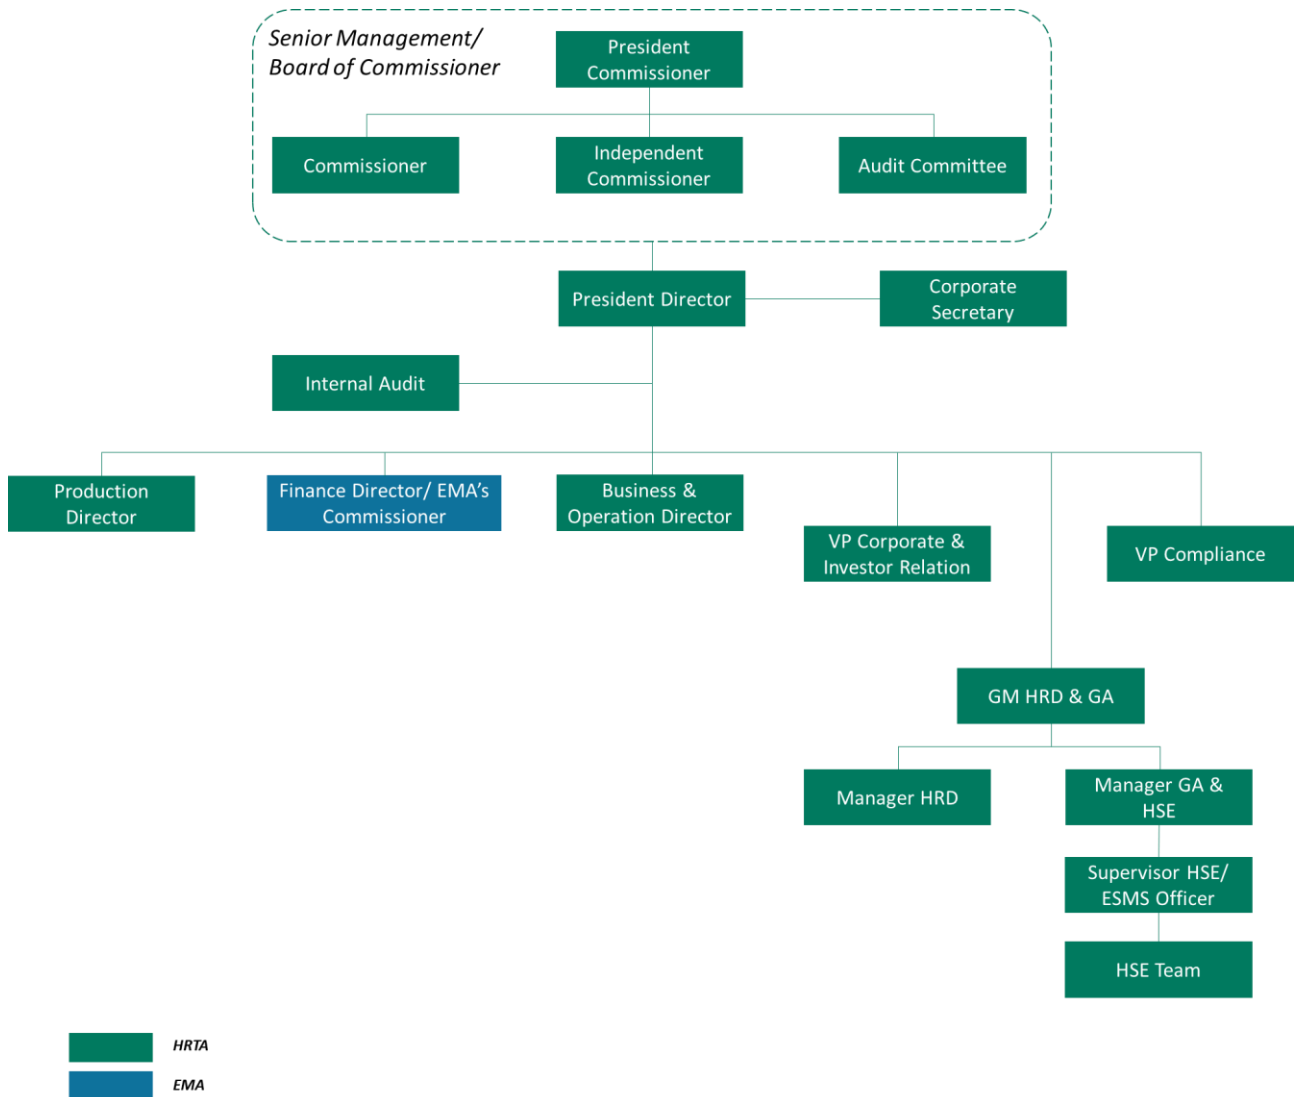 Senior Management/
Board of Commissioner
President
Commissioner
Commissioner
Independent
Commissioner
Audit Committee
President Director
Corporate
Secretary
Internal Audit
Production
Director
Finance Director/ EMA’s
Commissioner
Business &
Operation Director
VP Corporate &
Investor Relation
VP Compliance
GM HRD & GA
Manager HRD
Manager GA &
HSE
Supervisor HSE/
ESMS Officer
HSE Team
HRTA
EMA